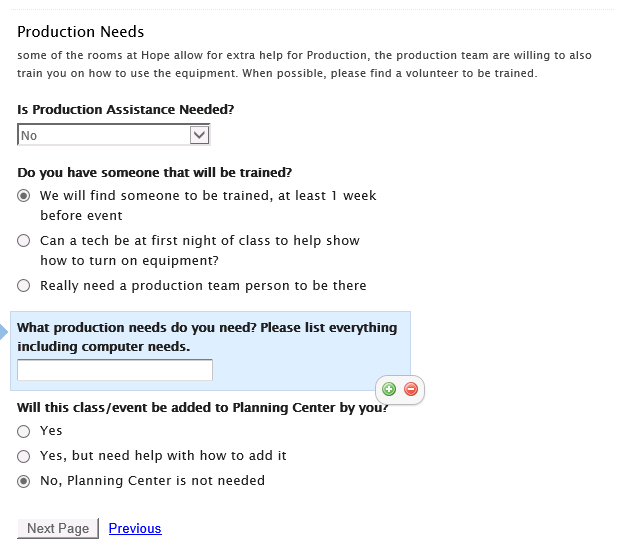 Production Needs
some of the rooms at Hope allow for extra help for Production, the production team are willing to also
train you on how to use the equipment. When possible, please find a volunteer to be trained.
Is Production Assistance Needed?
No
Do you have someone that will be trained?
We will find someone to be trained, at least 1 week
before event
Can a tech be at first night of class to help show
how to turn on equipment?
Really need a production team person to be there
What production needs do you need? Please list everything
including computer needs.
Will this class/event be added to Planning Center by you?
Yes
Yes, but need help with how to add it
No, Planning Center is not needed
Next Page Previous